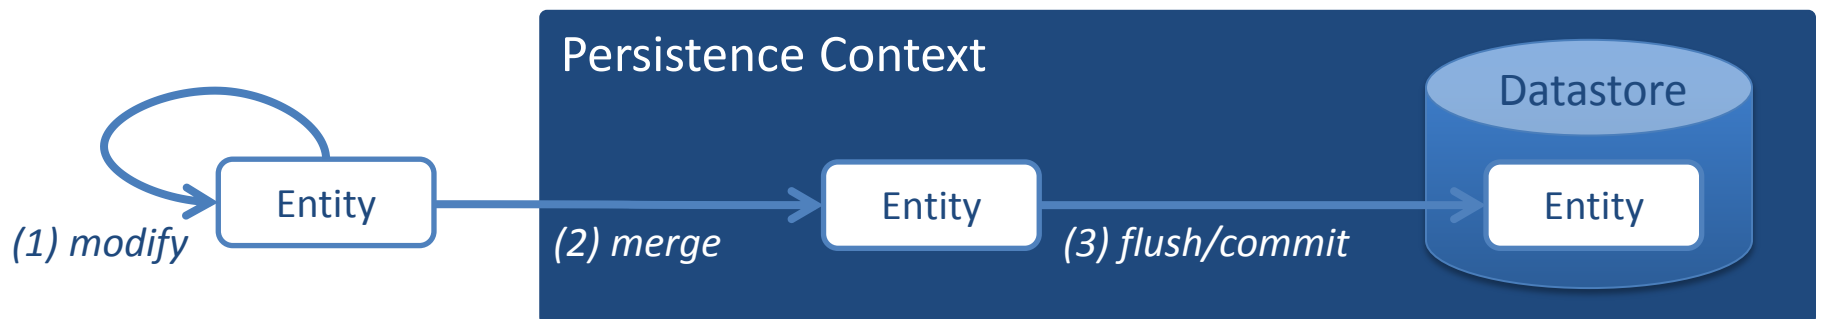 Persistence Context
Datastore
Entity
Entity
Entity
(1) modify
(2) merge
(3) flush/commit